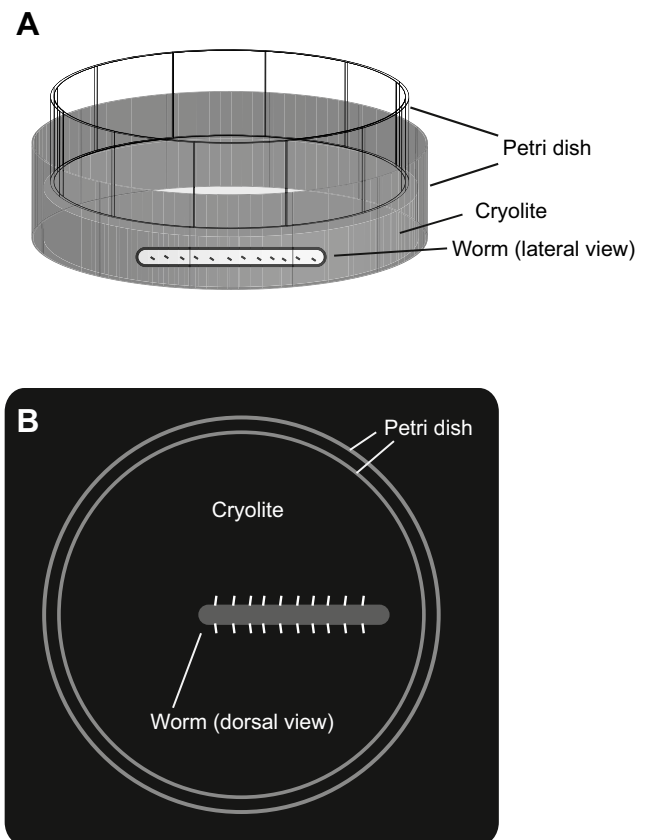 A
Petri dish
Cryolite
Worm (lateral view)
B
Petri dish
Cryolite
Worm (dorsal view)